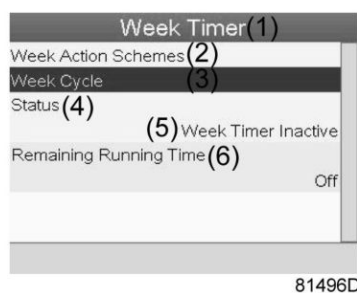 Week Timer(1)
Week Action Schemes(2)
Week Cycle (3)
Status(4)
(5)Week Timer Inactive
Remaining Running Time(6)
Off
81496D